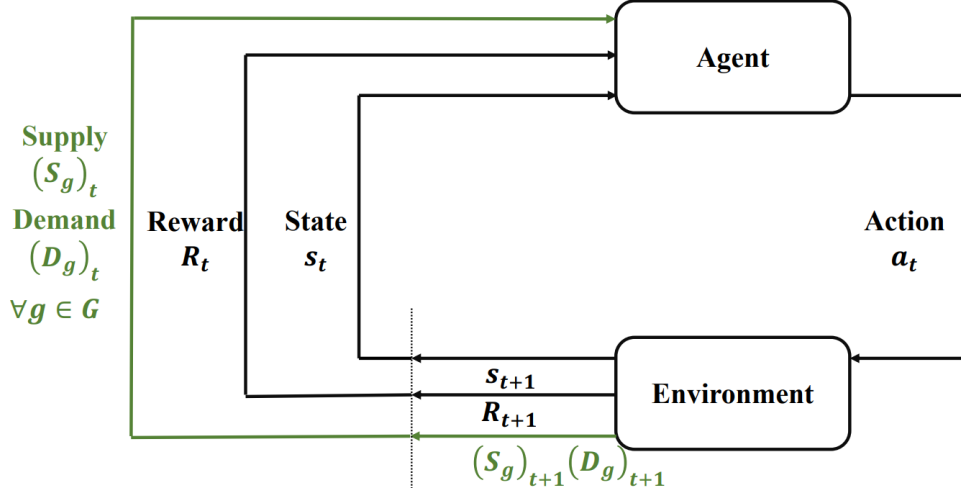 Agent
Supply
(S_g)_t
Demand
(D_g)_t
∀g ∈ G
Reward
R_t
State
s_t
Action
a_t
s_{t+1}
Environment
R_{t+1}
(S_g)_{t+1} (D_g)_{t+1}